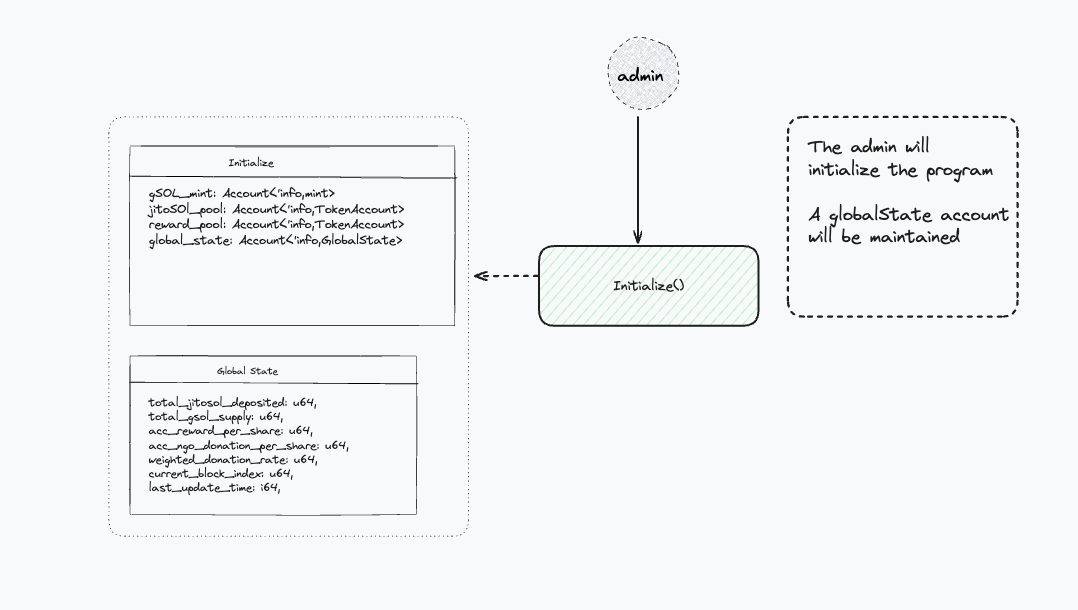 admin
Initialize
gSOL_mint: Account<'info,mint>
jitoSOl_pool: Account<'info,TokenAccount>
reward_pool: Account<'info,TokenAccount>
global_state: Account<'info,GlobalState>
Initialize()
The admin will
initialize the program
A globalState account
will be maintained
Global State
total_jitosol_deposited: u64,
total_gsol_supply: u64,
acc_reward_per_share: u64,
acc_ngo_donation_per_share: u64,
weighted_donation_rate: u64,
current_block_index: u64,
last_update_time: i64,